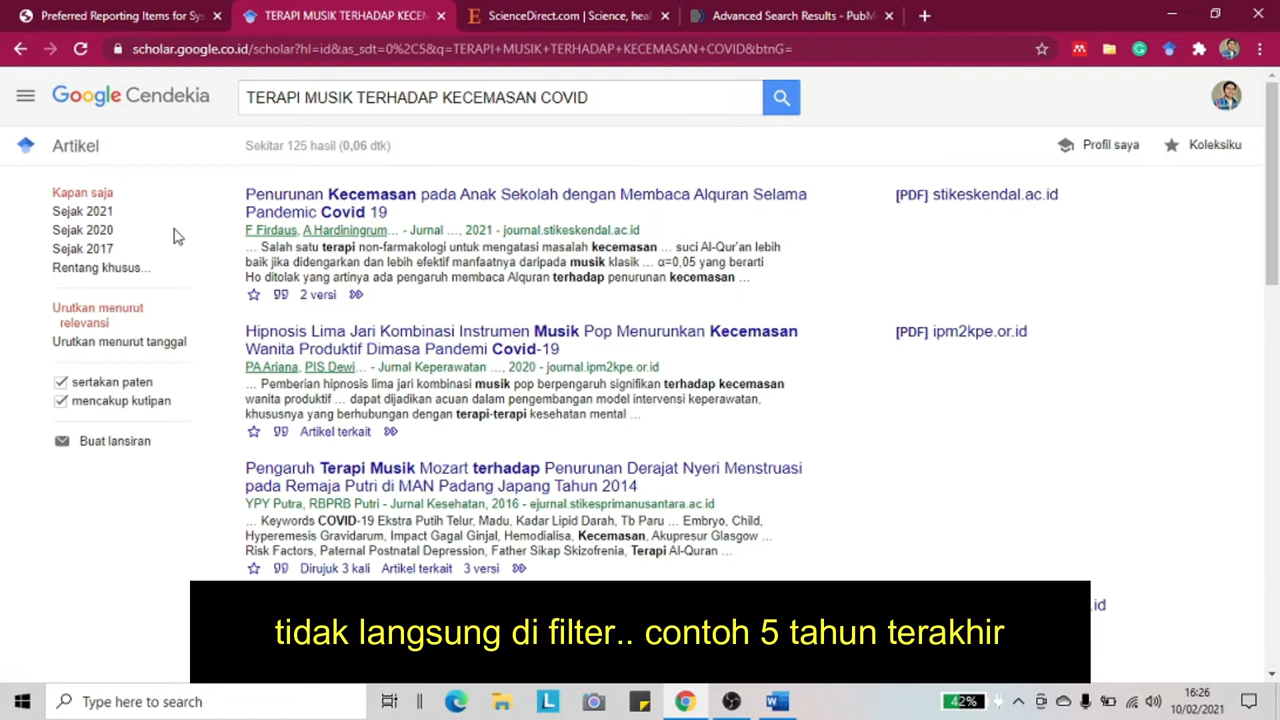 Preferred Reporting Items for Sys
TERAPI MUSIK TERHADAP KECEM
ScienceDirect.com | Science, heal
Advanced Search Results - PubM
scholar.google.co.id/scholar?hl=id&as_sdt=0%2C5&q=TERAPI+MUSIK+TERHADAP+KECEMASAN+COVID&btnG=
Google Cendekia
TERAPI MUSIK TERHADAP KECEMASAN COVID
Artikel
Sekitar 125 hasil (0,06 dtk)
Profil saya
Koleksiku
Kapan saja
Sejak 2021
Sejak 2020
Sejak 2017
Rentang khusus...
Urutkan menurut
relevansi
Urutkan menurut tanggal
sertakan paten
mencakup kutipan
Buat lansiran
Penurunan Kecemasan pada Anak Sekolah dengan Membaca Alquran Selama
Pandemic Covid 19
[PDF] stikeskendal.ac.id
F Firdaus, A Hardiningrum... - Jurnal ..., 2021 - journal.stikeskendal.ac.id
... Salah satu terapi non-farmakologi untuk mengatasi masalah kecemasan ... suci Al-Qur'an lebih
baik jika didengarkan dan lebih efektif manfaatnya daripada musik klasik ... α=0,05 yang berarti
Ho ditolak yang artinya ada pengaruh membaca Alquran terhadap penurunan kecemasan ...
2 versi
Hipnosis Lima Jari Kombinasi Instrumen Musik Pop Menurunkan Kecemasan
Wanita Produktif Dimasa Pandemi Covid-19
[PDF] ipm2kpe.or.id
PA Ariana, PIS Dewi... - Jurnal Keperawatan ..., 2020 - journal.ipm2kpe.or.id
... Pemberian hipnosis lima jari kombinasi musik pop berpengaruh signifikan terhadap kecemasan
wanita produktif ... dapat dijadikan acuan dalam pengembangan model intervensi keperawatan,
khususnya yang berhubungan dengan terapi-terapi kesehatan mental ...
Artikel terkait
Pengaruh Terapi Musik Mozart terhadap Penurunan Derajat Nyeri Menstruasi
pada Remaja Putri di MAN Padang Japang Tahun 2014
YPY Putra, RBPRB Putri - Jurnal Kesehatan, 2016 - ejurnal.stikesprimanusantara.ac.id
... Keywords COVID-19 Ekstra Putih Telur, Madu, Kadar Lipid Darah, Tb Paru ... Embryo, Child,
Hyperemesis Gravidarum, Impact Gagal Ginjal, Hemodialisa, Kecemasan, Akupresur Glasgow ...
Risk Factors, Paternal Postnatal Depression, Father Sikap Skizofrenia, Terapi Al-Quran ...
Dirujuk 3 kali Artikel terkait 3 versi
.id
tidak langsung di filter.. contoh 5 tahun terakhir
Type here to search
42%
16:26
10/02/2021